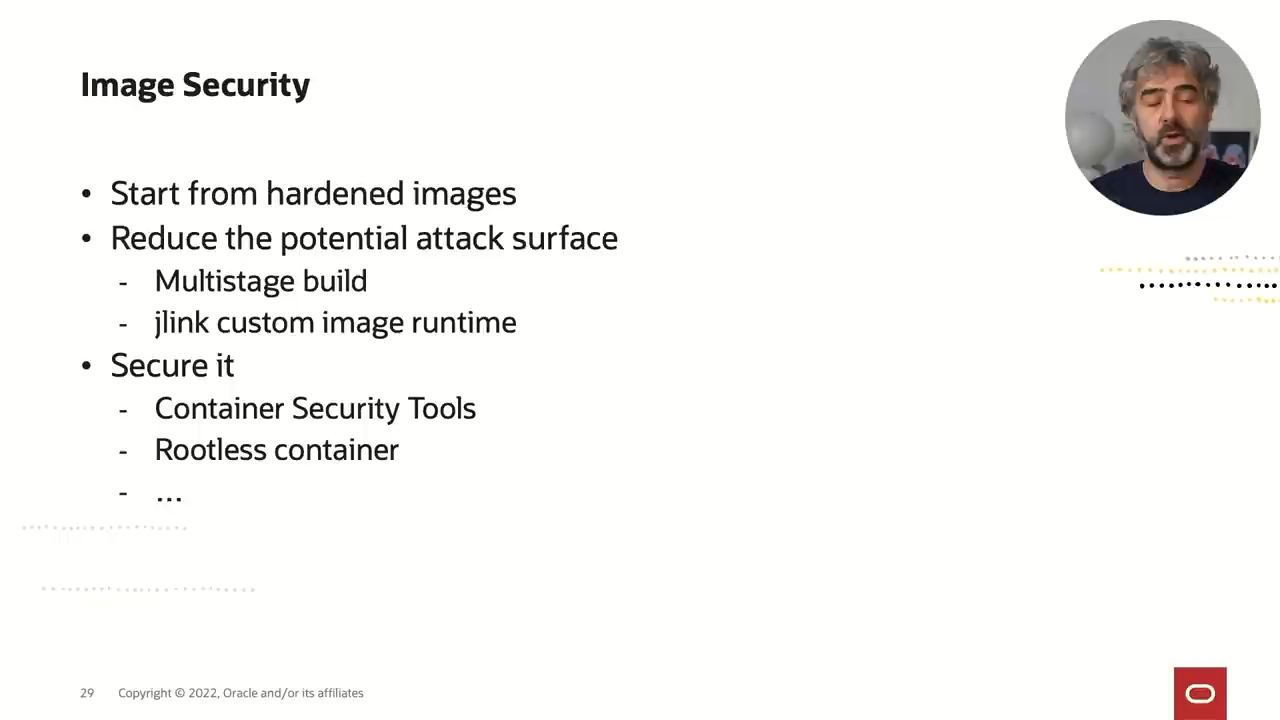 Image Security
• Start from hardened images
• Reduce the potential attack surface
- Multistage build
- jlink custom image runtime
• Secure it
- Container Security Tools
- Rootless container
- ...
29 Copyright © 2022, Oracle and/or its affiliates